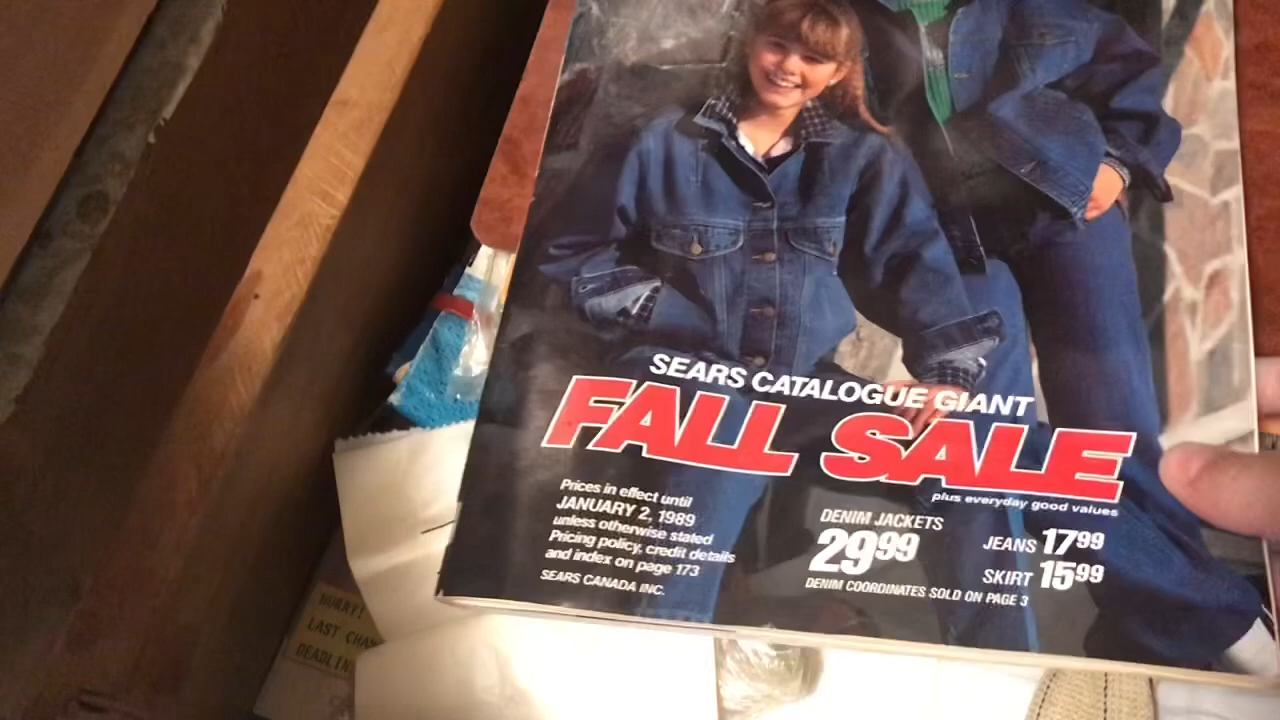 SEARS CATALOGUE GIANT
FALL SALE
plus everyday good values
Prices in effect until
JANUARY 2, 1989
unless otherwise stated
Pricing policy, credit details
and index on page 173
SEARS CANADA INC.
DENIM JACKETS
29.99
JEANS 17.99
SKIRT 15.99
DENIM COORDINATES SOLD ON PAGE 3
HURRY!
LAST CHAN
DEADLIN